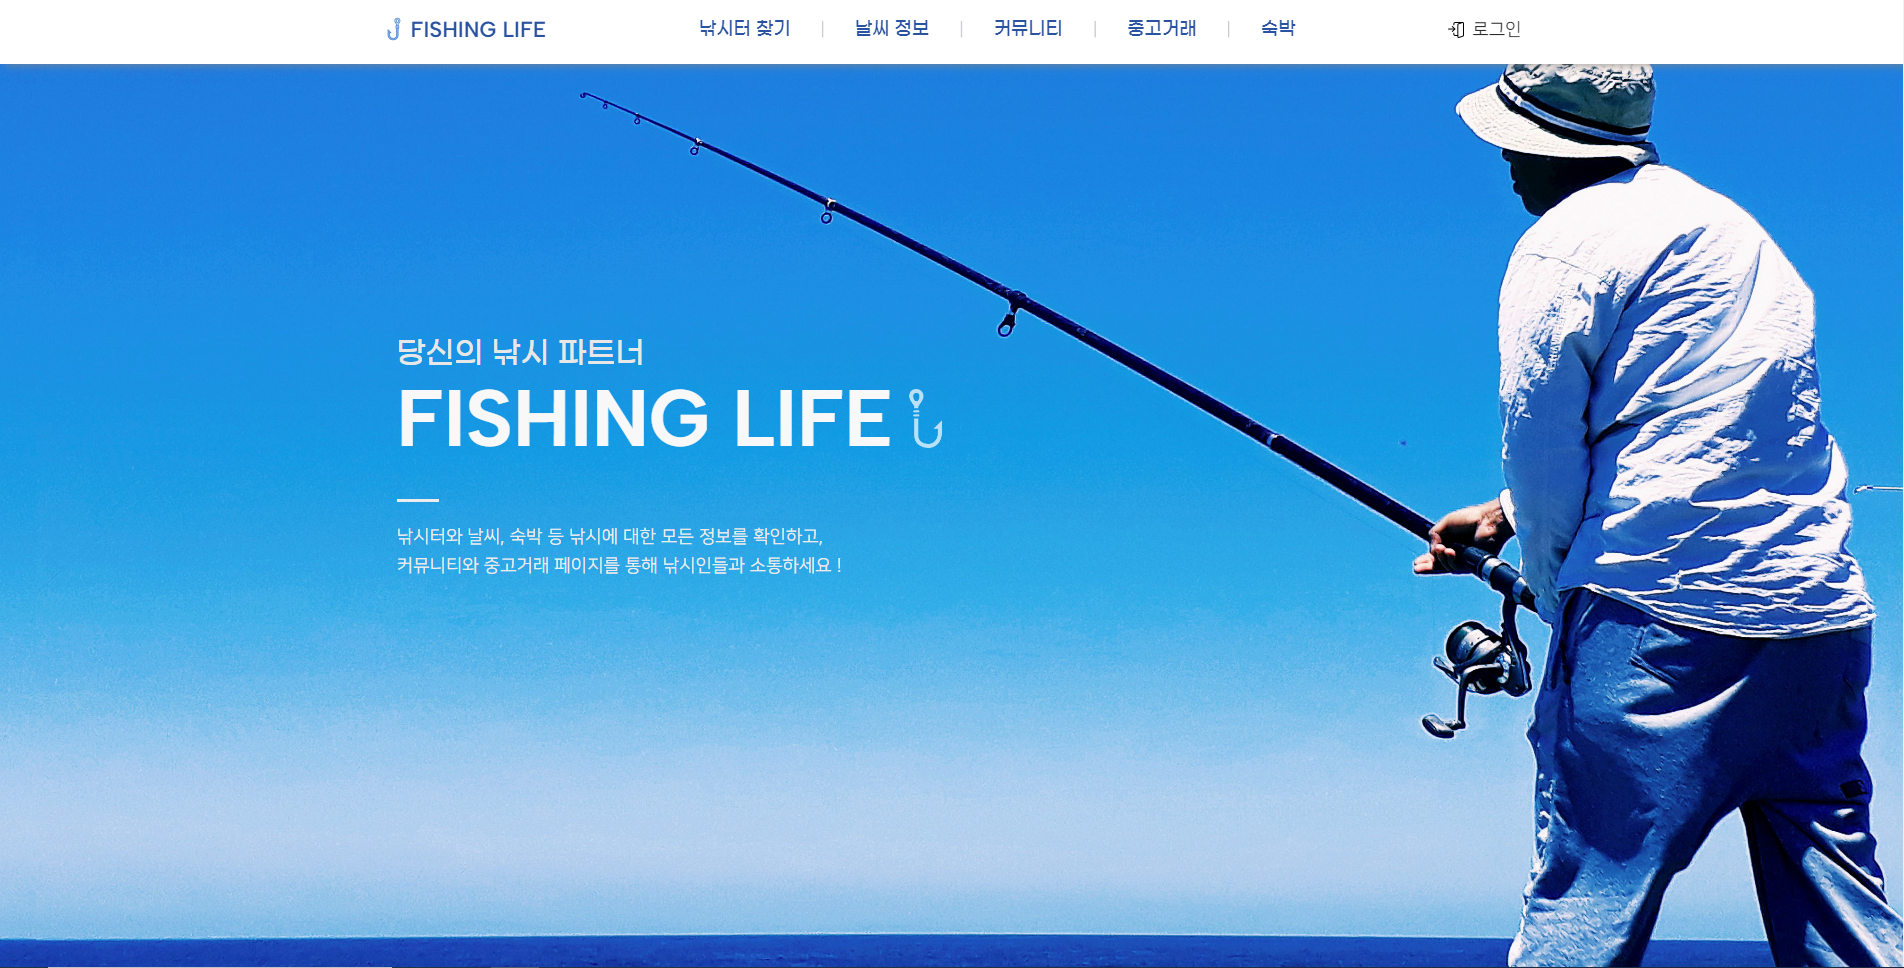 FISHING LIFE
낚시터 찾기 | 날씨 정보 | 커뮤니티 | 중고거래 | 숙박
로그인
당신의 낚시 파트너
FISHING LIFE
낚시터와 날씨, 숙박 등 낚시에 대한 모든 정보를 확인하고,
커뮤니티와 중고거래 페이지를 통해 낚시인들과 소통하세요 !